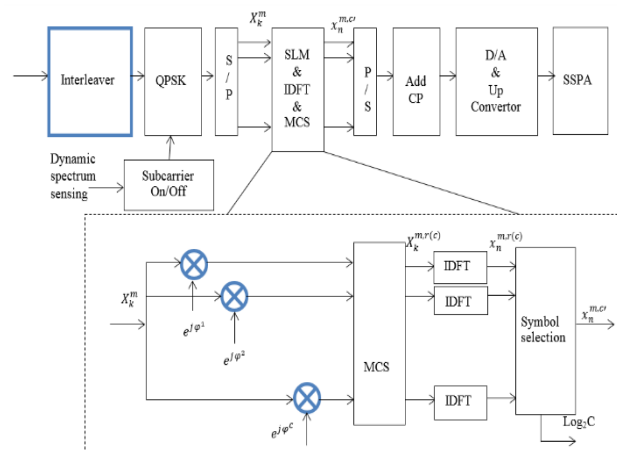 X_k^m
x_n^{m,c'}
Interleaver
QPSK
S
/
P
SLM
&
IDFT
&
MCS
P
/
S
Add
CP
D/A
&
Up
Convertor
SSPA
Dynamic
spectrum
sensing
Subcarrier
On/Off
X_k^m
e^{jφ^1}
e^{jφ^2}
e^{jφ^C}
MCS
X_k^{m,r(c)}
x_n^{m,r(c)}
IDFT
IDFT
IDFT
Symbol
selection
x_n^{m,c'}
Log₂C